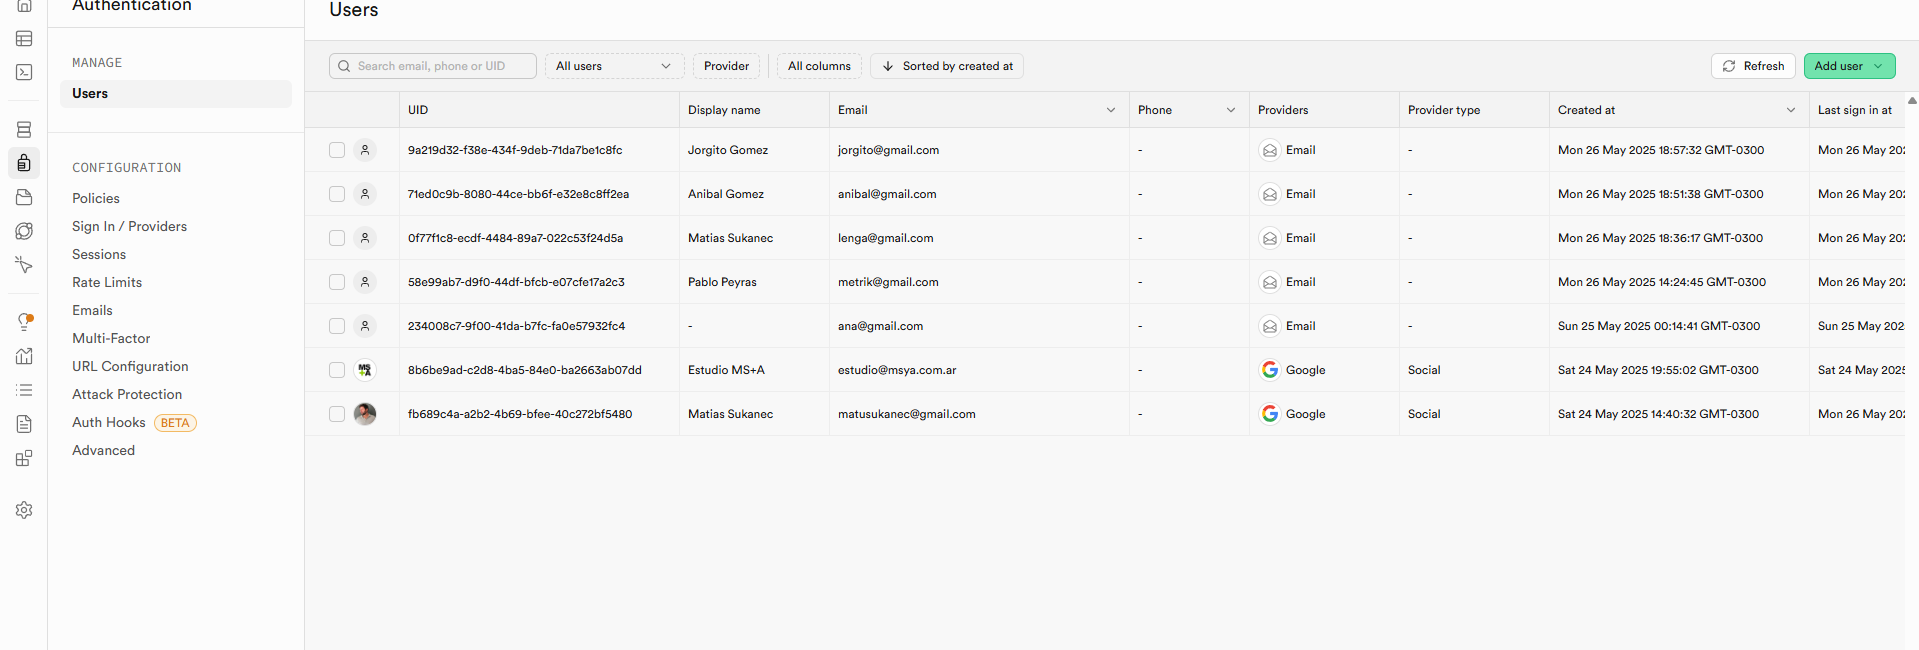 Authentication
MANAGE
Users
CONFIGURATION
Policies
Sign In / Providers
Sessions
Rate Limits
Emails
Multi-Factor
URL Configuration
Attack Protection
Auth Hooks BETA
Advanced
Users
Search email, phone or UID All users Provider All columns Sorted by created at Refresh Add user
UID Display name Email Phone Providers Provider type Created at Last sign in at
9a219d32-f38e-434f-9deb-71da7be1c8fc Jorgito Gomez jorgito@gmail.com - Email - Mon 26 May 2025 18:57:32 GMT-0300 Mon 26 May 202
71ed0c9b-8080-44ce-bb6f-e32e8c8ff2ea Anibal Gomez anibal@gmail.com - Email - Mon 26 May 2025 18:51:38 GMT-0300 Mon 26 May 202
0f77f1c8-ecdf-4484-89a7-022c53f24d5a Matias Sukanec lenga@gmail.com - Email - Mon 26 May 2025 18:36:17 GMT-0300 Mon 26 May 202
58e99ab7-d9f0-44df-bfcb-e07cfe17a2c3 Pablo Peyras metrik@gmail.com - Email - Mon 26 May 2025 14:24:45 GMT-0300 Mon 26 May 202
234008c7-9f00-41da-b7fc-fa0e57932fc4 - ana@gmail.com - Email - Sun 25 May 2025 00:14:41 GMT-0300 Sun 25 May 202
MS+A 8b6be9ad-c2d8-4ba5-84e0-ba2663ab07dd Estudio MS+A estudio@msya.com.ar - Google Social Sat 24 May 2025 19:55:02 GMT-0300 Sat 24 May 2025
fb689c4a-a2b2-4b69-bfee-40c272bf5480 Matias Sukanec matusukanec@gmail.com - Google Social Sat 24 May 2025 14:40:32 GMT-0300 Mon 26 May 202